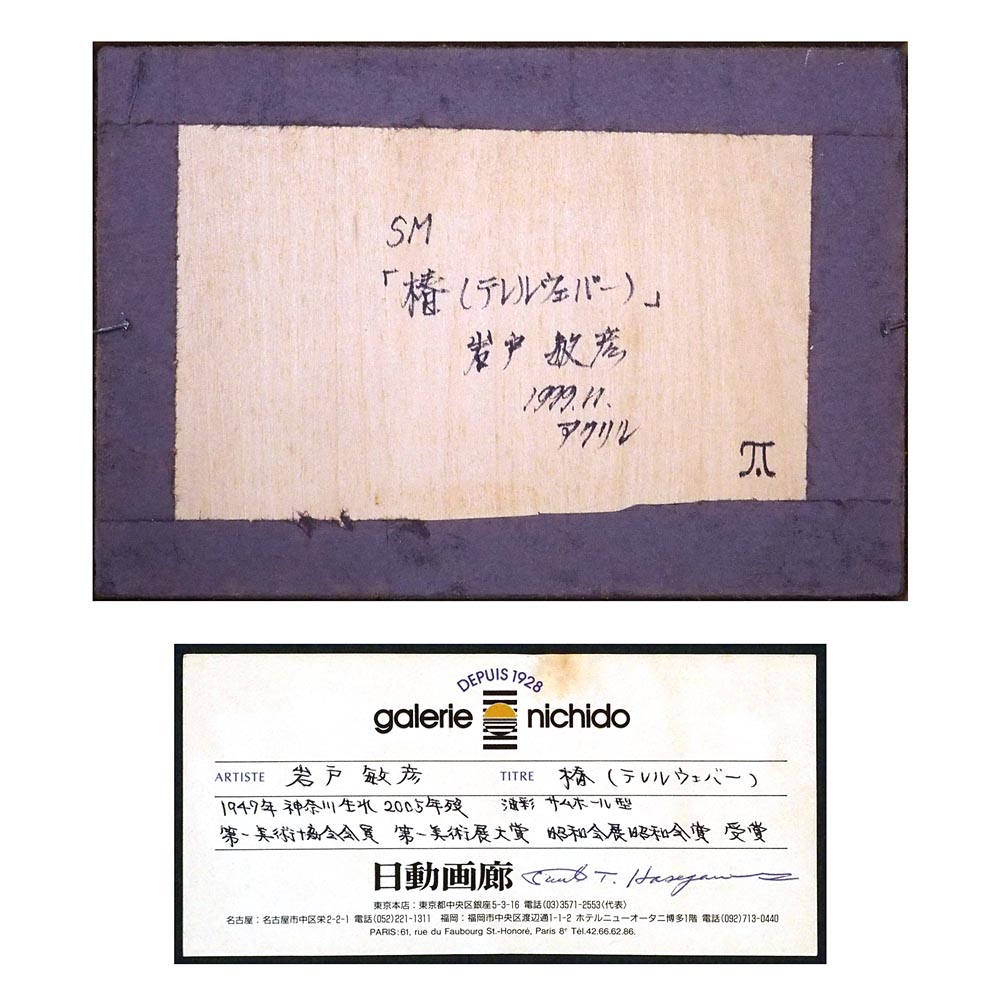 SM
「椿(テレルウェバー)」
岩戸 敏彦
1999.11.
アクリル
DEPUIS 1928
galerie nichido
ARTISTE 岩戸 敏彦 TITRE 椿 (テレルウェバー)
1947年 神奈川生れ 2005年歿 油彩 サムホール型
第一美術協会会員 第一美術展大賞 昭和会展昭和会賞 受賞
日動画廊 T. Hasegawa
東京本店:東京都中央区銀座5-3-16 電話(03)3571-2553(代表)
名古屋:名古屋市中区栄2-2-1 電話(052)221-1311 福岡:福岡市中央区渡辺通1-1-2 ホテルニューオータニ博多1階 電話(092)713-0440
PARIS:61, rue du Faubourg St.-Honoré, Paris 8e Tél.42.66.62.86.